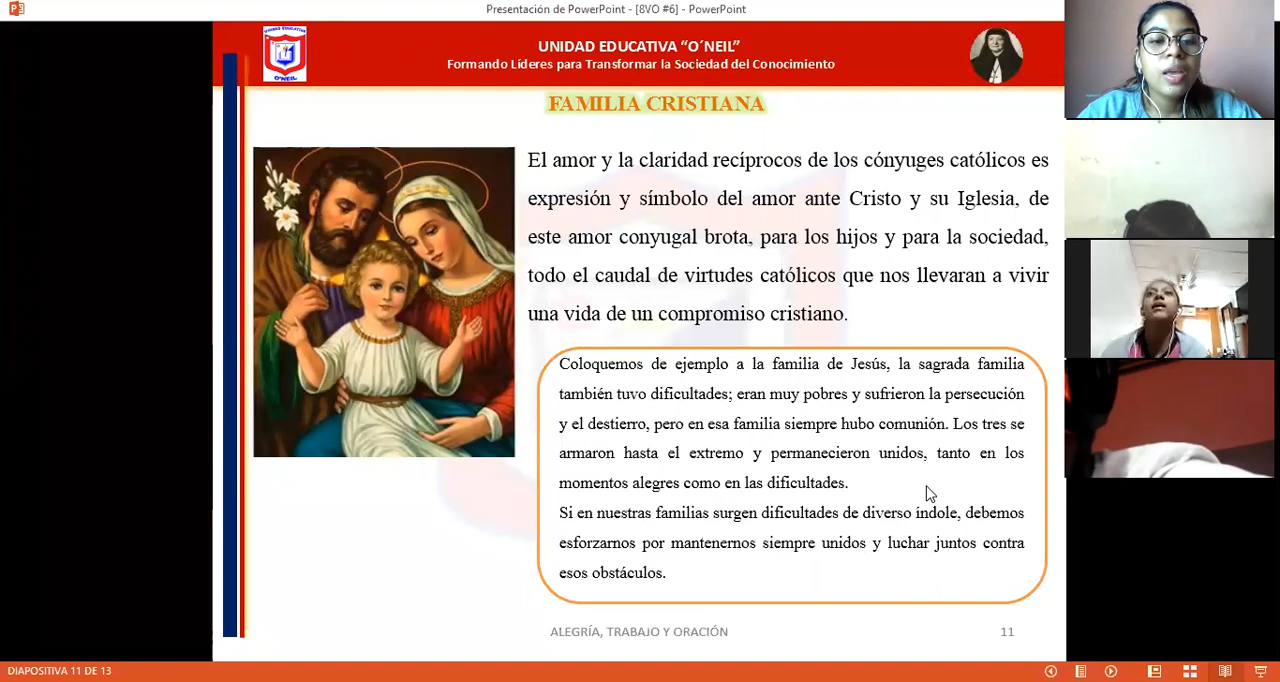 Presentación de PowerPoint - [8VO #6] - PowerPoint
UNIDAD EDUCATIVA
O´NEIL
UNIDAD EDUCATIVA “O´NEIL”
Formando Líderes para Transformar la Sociedad del Conocimiento
FAMILIA CRISTIANA
El amor y la claridad recíprocos de los cónyuges católicos es
expresión y símbolo del amor ante Cristo y su Iglesia, de
este amor conyugal brota, para los hijos y para la sociedad,
todo el caudal de virtudes católicos que nos llevaran a vivir
una vida de un compromiso cristiano.
Coloquemos de ejemplo a la familia de Jesús, la sagrada familia
también tuvo dificultades; eran muy pobres y sufrieron la persecución
y el destierro, pero en esa familia siempre hubo comunión. Los tres se
armaron hasta el extremo y permanecieron unidos, tanto en los
momentos alegres como en las dificultades.
Si en nuestras familias surgen dificultades de diverso índole, debemos
esforzarnos por mantenernos siempre unidos y luchar juntos contra
esos obstáculos.
ALEGRÍA, TRABAJO Y ORACIÓN
11
DIAPOSITIVA 11 DE 13